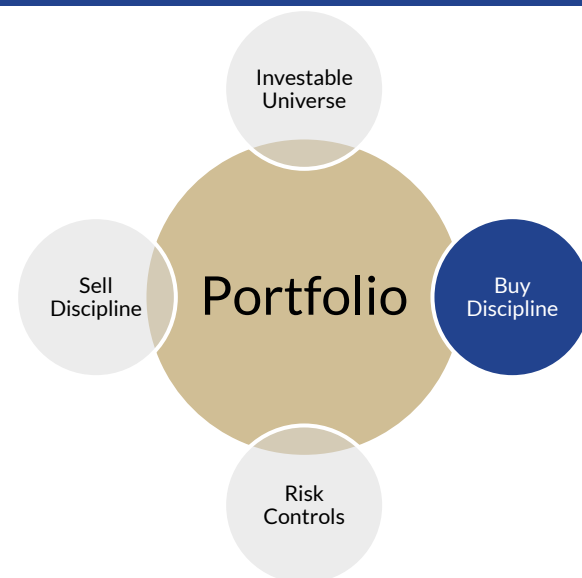 Investable
Universe
Sell
Discipline
Portfolio
Buy
Discipline
Risk
Controls